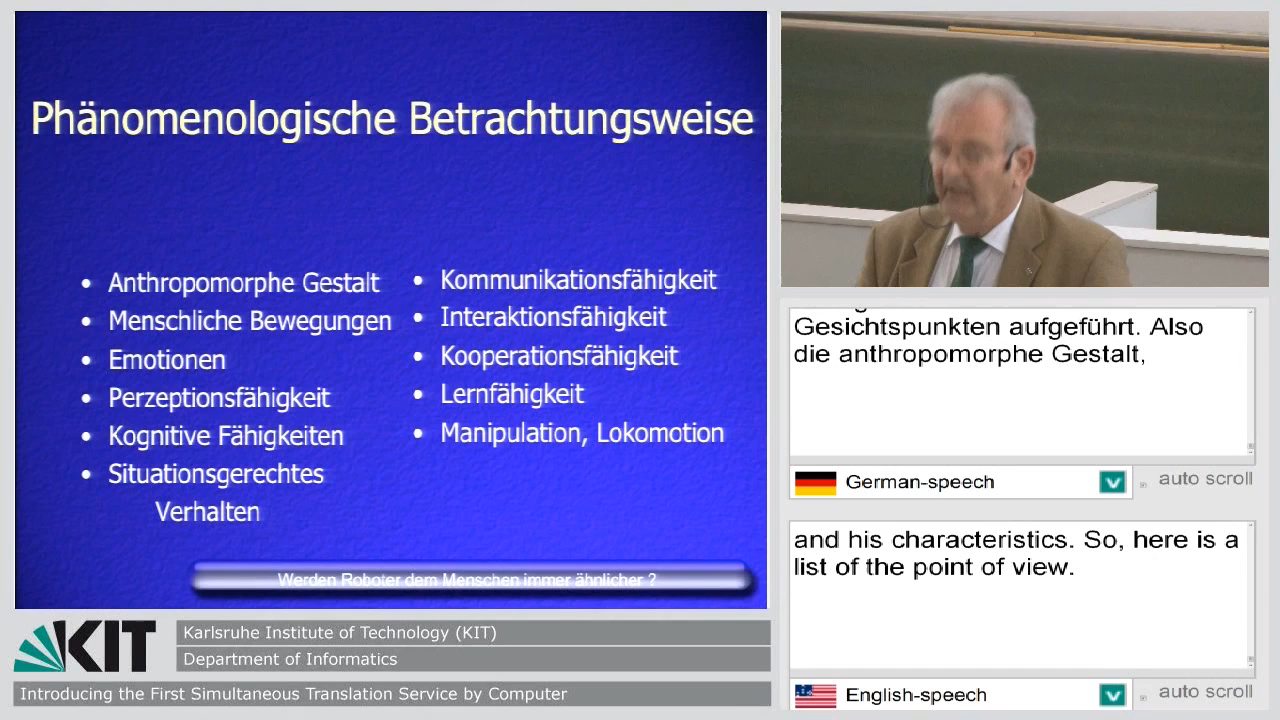 Phänomenologische Betrachtungsweise
• Anthropomorphe Gestalt
• Menschliche Bewegungen
• Emotionen
• Perzeptionsfähigkeit
• Kognitive Fähigkeiten
• Situationsgerechtes
Verhalten
• Kommunikationsfähigkeit
• Interaktionsfähigkeit
• Kooperationsfähigkeit
• Lernfähigkeit
• Manipulation, Lokomotion
Werden Roboter dem Menschen immer ähnlicher ?
Gesichtspunkten aufgeführt. Also
die anthropomorphe Gestalt,
German-speech
auto scroll
and his characteristics. So, here is a
list of the point of view.
English-speech
auto scroll
KIT
Karlsruhe Institute of Technology (KIT)
Department of Informatics
Introducing the First Simultaneous Translation Service by Computer